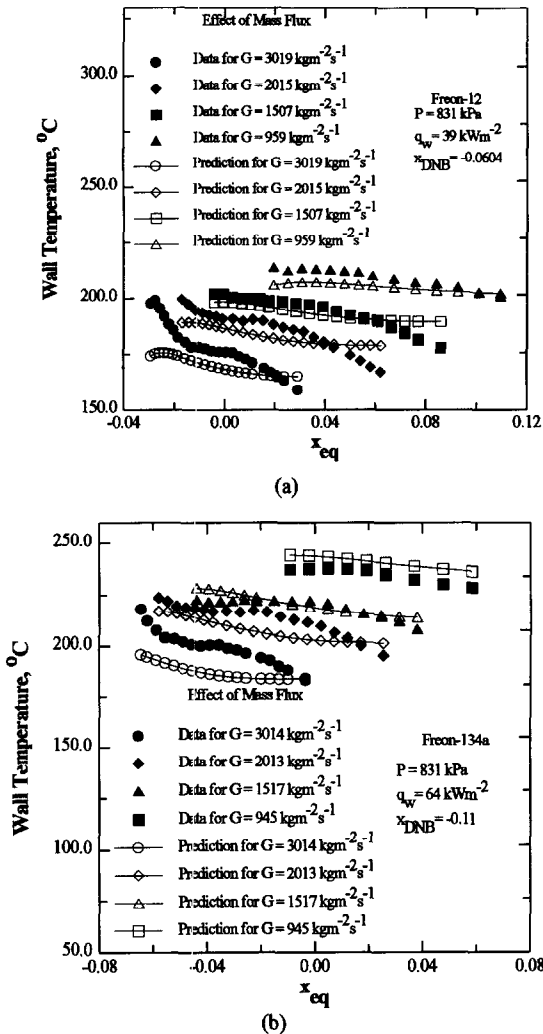 Effect of Mass Flux
300.0
Data for G = 3019 kgm-2s-1
Data for G = 2015 kgm-2s-1
Data for G = 1507 kgm-2s-1
Data for G = 959 kgm-2s-1
Prediction for G = 3019 kgm-2s-1
Prediction for G = 2015 kgm-2s-1
Prediction for G = 1507 kgm-2s-1
Prediction for G = 959 kgm-2s-1
Freon-12
P = 831 kPa
qw = 39 kWm-2
xDNB = -0.0604
Wall Temperature, oC
250.0
200.0
150.0
-0.04 0.00 0.04 0.08 0.12
xeq
(a)
250.0
200.0
150.0
100.0
50.0
Wall Temperature, oC
Effect of Mass Flux
Data for G = 3014 kgm-2s-1
Data for G = 2013 kgm-2s-1
Data for G = 1517 kgm-2s-1
Data for G = 945 kgm-2s-1
Prediction for G = 3014 kgm-2s-1
Prediction for G = 2013 kgm-2s-1
Prediction for G = 1517 kgm-2s-1
Prediction for G = 945 kgm-2s-1
Freon-134a
P = 831 kPa
qw = 64 kWm-2
xDNB = -0.11
-0.08 -0.04 0.00 0.04 0.08
xeq
(b)